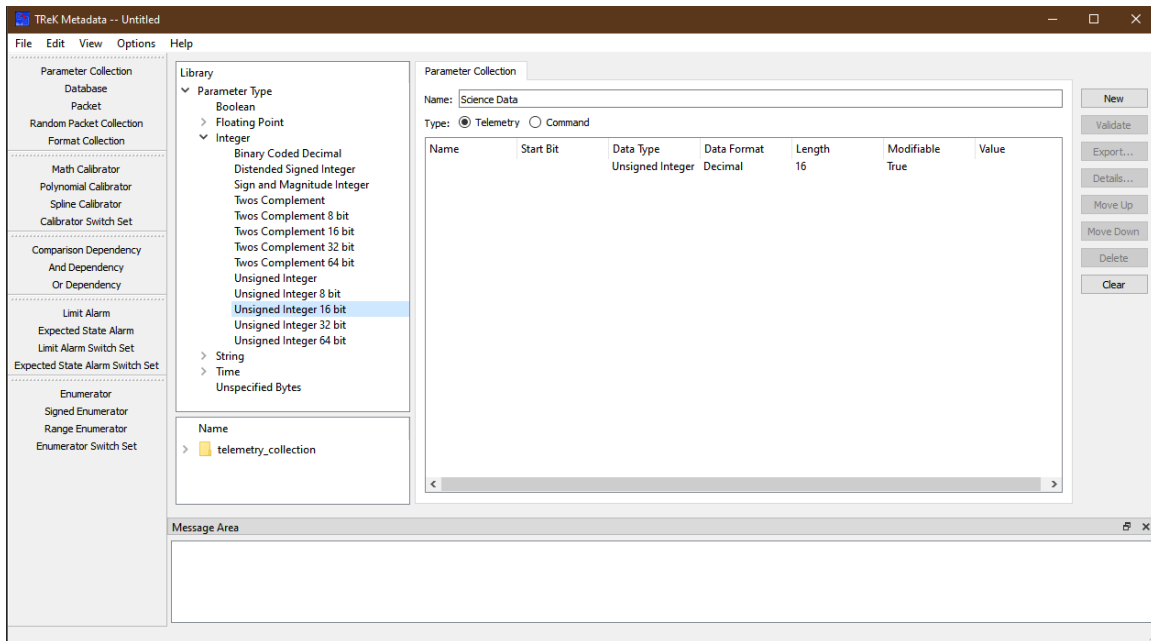 TReK Metadata -- Untitled
File Edit View Options Help
Parameter Collection
Database
Packet
Random Packet Collection
Format Collection
Math Calibrator
Polynomial Calibrator
Spline Calibrator
Calibrator Switch Set
Comparison Dependency
And Dependency
Or Dependency
Limit Alarm
Expected State Alarm
Limit Alarm Switch Set
Expected State Alarm Switch Set
Enumerator
Signed Enumerator
Range Enumerator
Enumerator Switch Set
Library
Parameter Type
Boolean
Floating Point
Integer
Binary Coded Decimal
Distended Signed Integer
Sign and Magnitude Integer
Twos Complement
Twos Complement 8 bit
Twos Complement 16 bit
Twos Complement 32 bit
Twos Complement 64 bit
Unsigned Integer
Unsigned Integer 8 bit
Unsigned Integer 16 bit
Unsigned Integer 32 bit
Unsigned Integer 64 bit
String
Time
Unspecified Bytes
Name
telemetry_collection
Parameter Collection
Name: Science Data
Type: Telemetry Command
Name Start Bit Data Type Data Format Length Modifiable Value
Unsigned Integer Decimal 16 True
New
Validate
Export...
Details...
Move Up
Move Down
Delete
Clear
Message Area